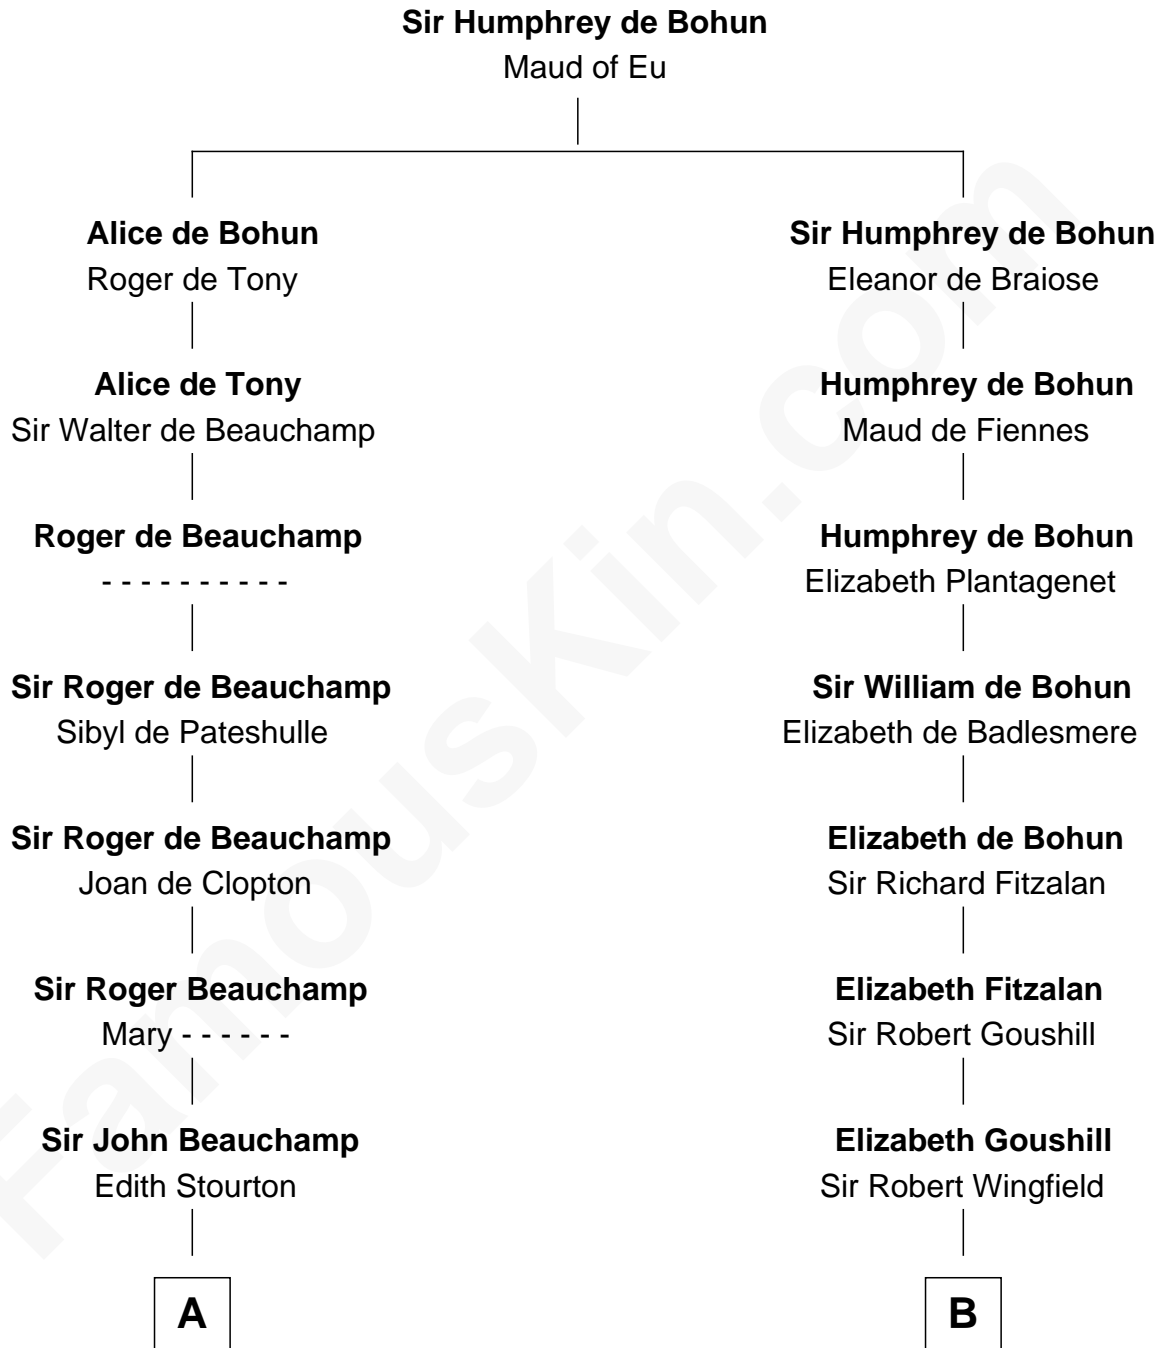 Sir Humphrey de Bohun
Maud of Eu
Alice de Bohun
Roger de Tony
Sir Humphrey de Bohun
Eleanor de Braiose
Alice de Tony
Sir Walter de Beauchamp
Humphrey de Bohun
Maud de Fiennes
Roger de Beauchamp
- - - - - - - - - -
Humphrey de Bohun
Elizabeth Plantagenet
Sir Roger de Beauchamp
Sibyl de Pateshulle
Sir William de Bohun
Elizabeth de Badlesmere
Sir Roger de Beauchamp
Joan de Clopton
Elizabeth de Bohun
Sir Richard Fitzalan
Sir Roger Beauchamp
Mary - - - - - -
Elizabeth Fitzalan
Sir Robert Goushill
Sir John Beauchamp
Edith Stourton
Elizabeth Goushill
Sir Robert Wingfield
A
B
FamousKin.com